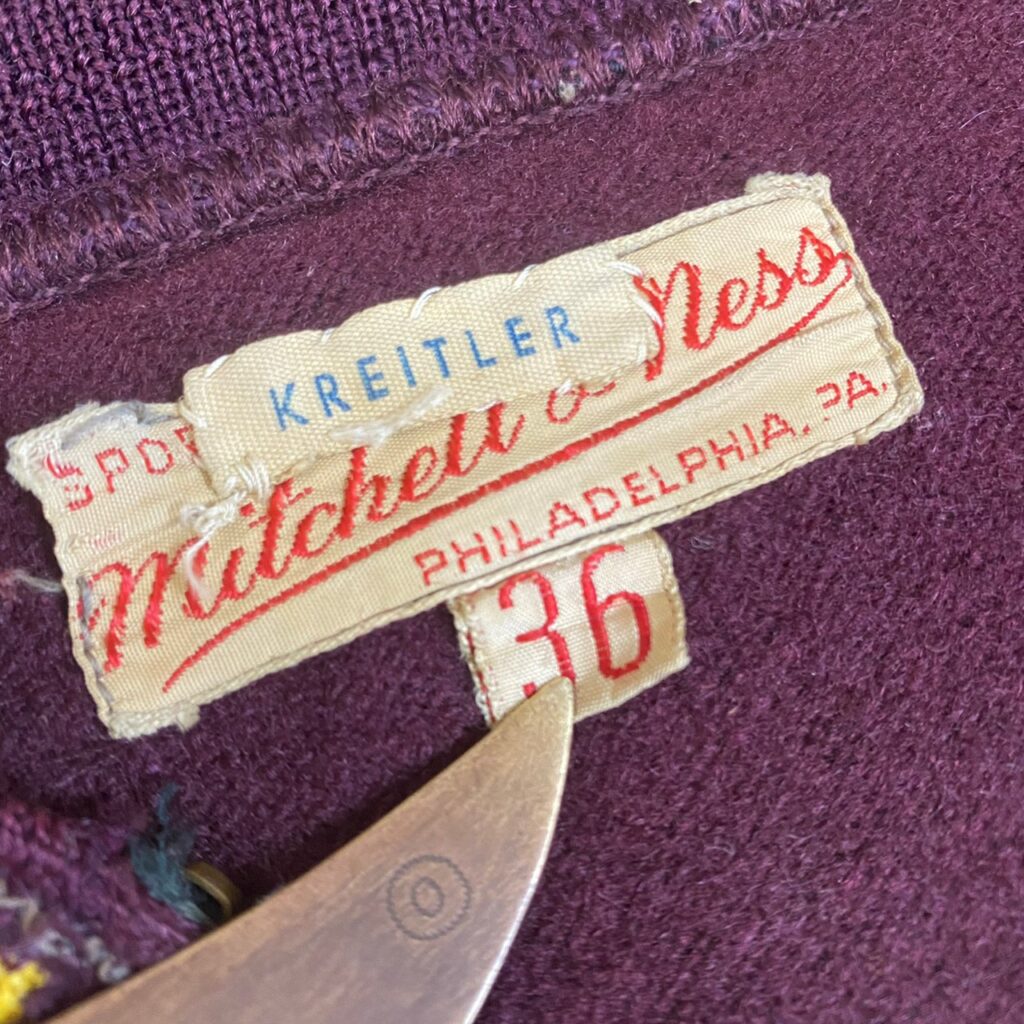 KREITLER
Mitchell & Ness
PHILADELPHIA, PA.
36
O